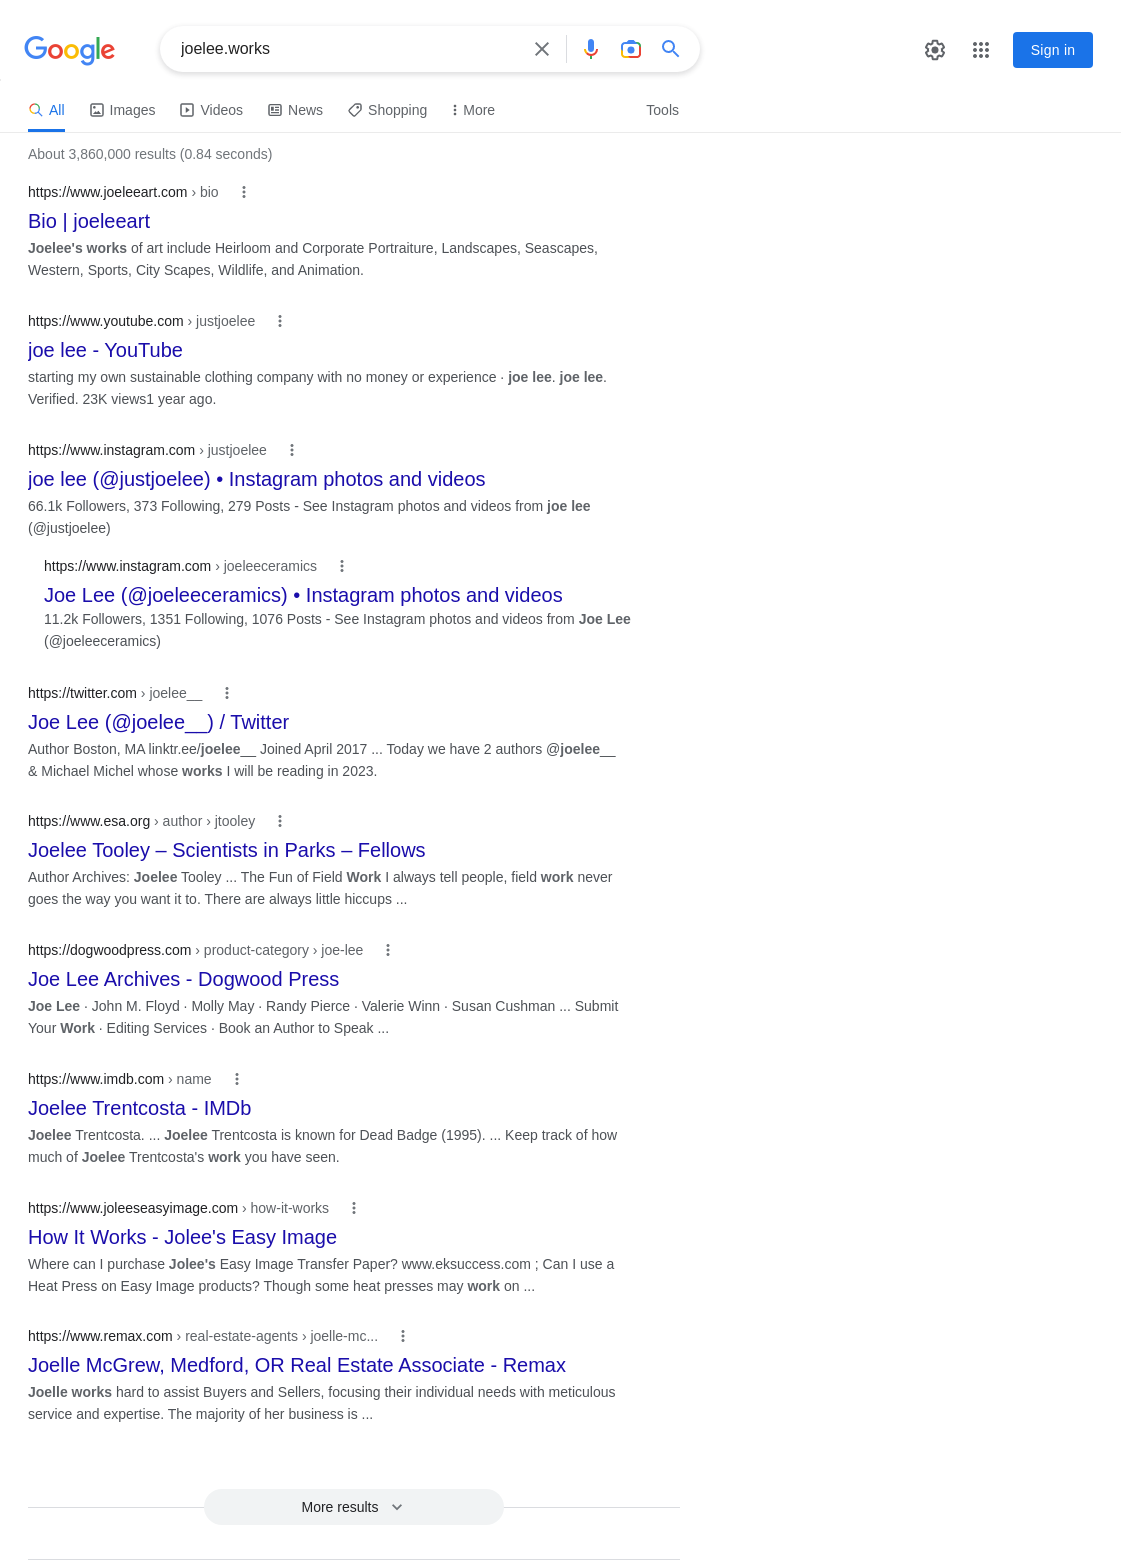 Google
joelee.works
Sign in
All
Images
Videos
News
Shopping
More
Tools
About 3,860,000 results (0.84 seconds)
https://www.joeleeart.com › bio
Bio | joeleeart
Joelee's works of art include Heirloom and Corporate Portraiture, Landscapes, Seascapes,
Western, Sports, City Scapes, Wildlife, and Animation.
https://www.youtube.com › justjoelee
joe lee - YouTube
starting my own sustainable clothing company with no money or experience · joe lee. joe lee.
Verified. 23K views1 year ago.
https://www.instagram.com › justjoelee
joe lee (@justjoelee) • Instagram photos and videos
66.1k Followers, 373 Following, 279 Posts - See Instagram photos and videos from joe lee
(@justjoelee)
https://www.instagram.com › joeleeceramics
Joe Lee (@joeleeceramics) • Instagram photos and videos
11.2k Followers, 1351 Following, 1076 Posts - See Instagram photos and videos from Joe Lee
(@joeleeceramics)
https://twitter.com › joelee__
Joe Lee (@joelee__) / Twitter
Author Boston, MA linktr.ee/joelee__ Joined April 2017 ... Today we have 2 authors @joelee__
& Michael Michel whose works I will be reading in 2023.
https://www.esa.org › author › jtooley
Joelee Tooley – Scientists in Parks – Fellows
Author Archives: Joelee Tooley ... The Fun of Field Work I always tell people, field work never
goes the way you want it to. There are always little hiccups ...
https://dogwoodpress.com › product-category › joe-lee
Joe Lee Archives - Dogwood Press
Joe Lee · John M. Floyd · Molly May · Randy Pierce · Valerie Winn · Susan Cushman ... Submit
Your Work · Editing Services · Book an Author to Speak ...
https://www.imdb.com › name
Joelee Trentcosta - IMDb
Joelee Trentcosta. ... Joelee Trentcosta is known for Dead Badge (1995). ... Keep track of how
much of Joelee Trentcosta's work you have seen.
https://www.joleeseasyimage.com › how-it-works
How It Works - Jolee's Easy Image
Where can I purchase Jolee's Easy Image Transfer Paper? www.eksuccess.com ; Can I use a
Heat Press on Easy Image products? Though some heat presses may work on ...
https://www.remax.com › real-estate-agents › joelle-mc...
Joelle McGrew, Medford, OR Real Estate Associate - Remax
Joelle works hard to assist Buyers and Sellers, focusing their individual needs with meticulous
service and expertise. The majority of her business is ...
More results